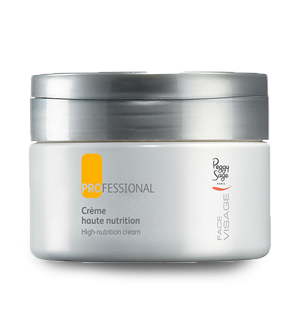 PROFESSIONAL
Crème
haute nutrition
High-nutrition cream
Peggy
Sage
PARIS
FACE
VISAGE